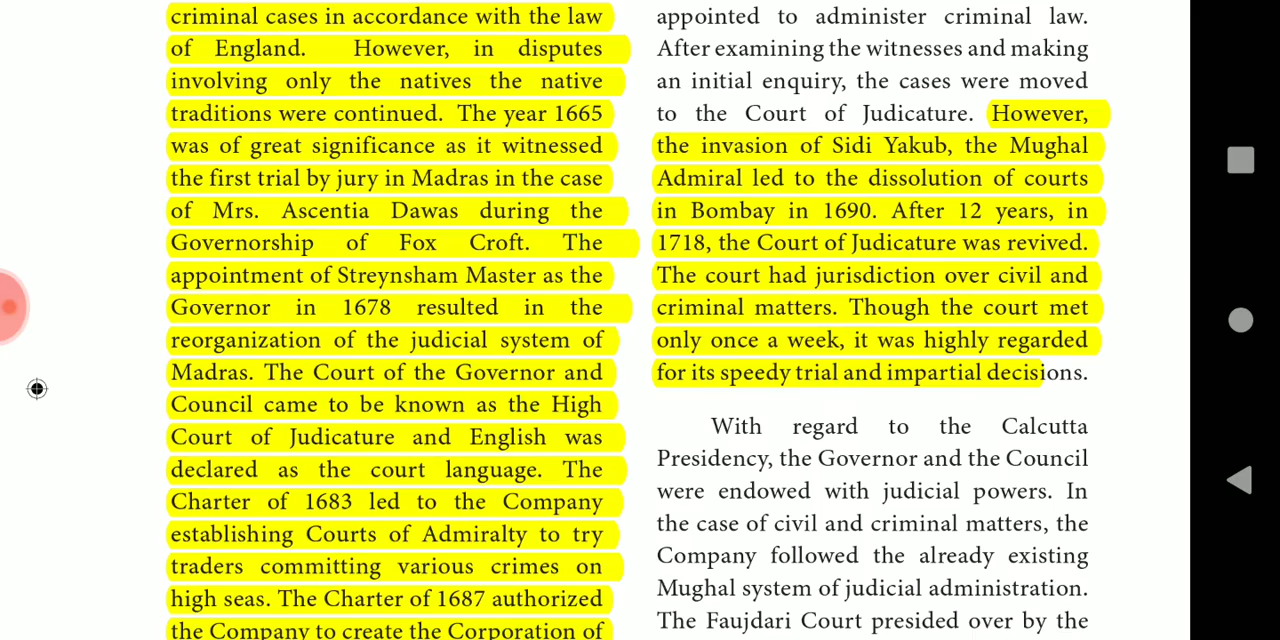 criminal cases in accordance with the law
of England. However, in disputes
involving only the natives the native
traditions were continued. The year 1665
was of great significance as it witnessed
the first trial by jury in Madras in the case
of Mrs. Ascentia Dawas during the
Governorship of Fox Croft. The
appointment of Streynsham Master as the
Governor in 1678 resulted in the
reorganization of the judicial system of
Madras. The Court of the Governor and
Council came to be known as the High
Court of Judicature and English was
declared as the court language. The
Charter of 1683 led to the Company
establishing Courts of Admiralty to try
traders committing various crimes on
high seas. The Charter of 1687 authorized
the Company to create the Corporation of
appointed to administer criminal law.
After examining the witnesses and making
an initial enquiry, the cases were moved
to the Court of Judicature. However,
the invasion of Sidi Yakub, the Mughal
Admiral led to the dissolution of courts
in Bombay in 1690. After 12 years, in
1718, the Court of Judicature was revived.
The court had jurisdiction over civil and
criminal matters. Though the court met
only once a week, it was highly regarded
for its speedy trial and impartial decisions.
With regard to the Calcutta
Presidency, the Governor and the Council
were endowed with judicial powers. In
the case of civil and criminal matters, the
Company followed the already existing
Mughal system of judicial administration.
The Faujdari Court presided over by the